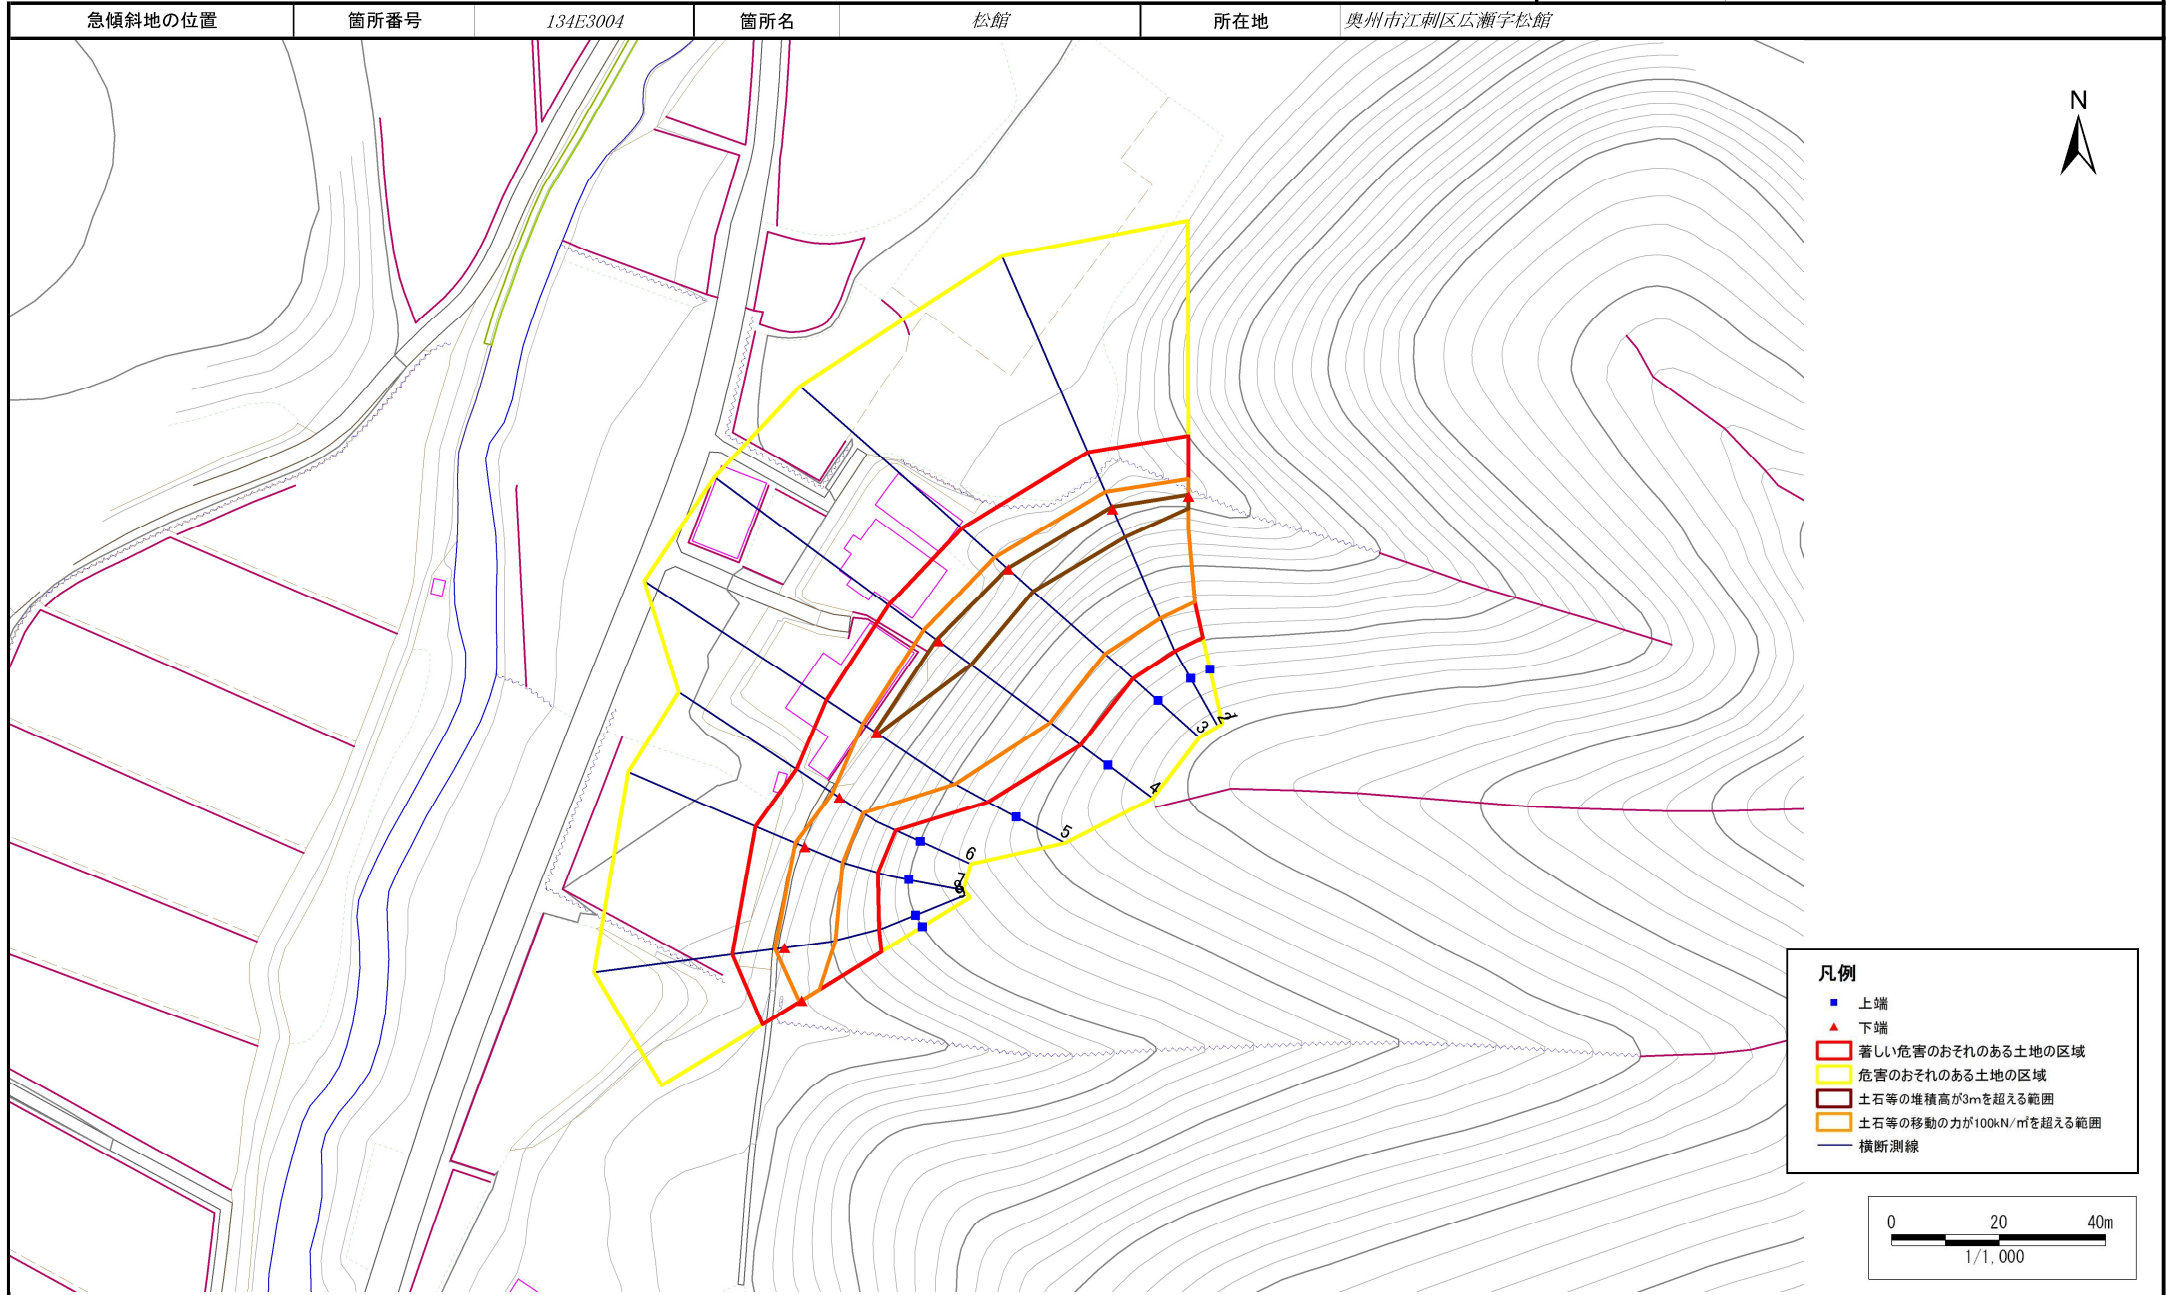 急傾斜地の位置 箇所番号 134E3004 箇所名 松館 所在地 奥州市江刺区広瀬字松館
N
1
2
3
4
5
6
7
8
9
凡例
上端
下端
著しい危害のおそれのある土地の区域
危害のおそれのある土地の区域
土石等の堆積高が3mを超える範囲
土石等の移動の力が100kN/㎡を超える範囲
横断測線
0 20 40m
1/1,000